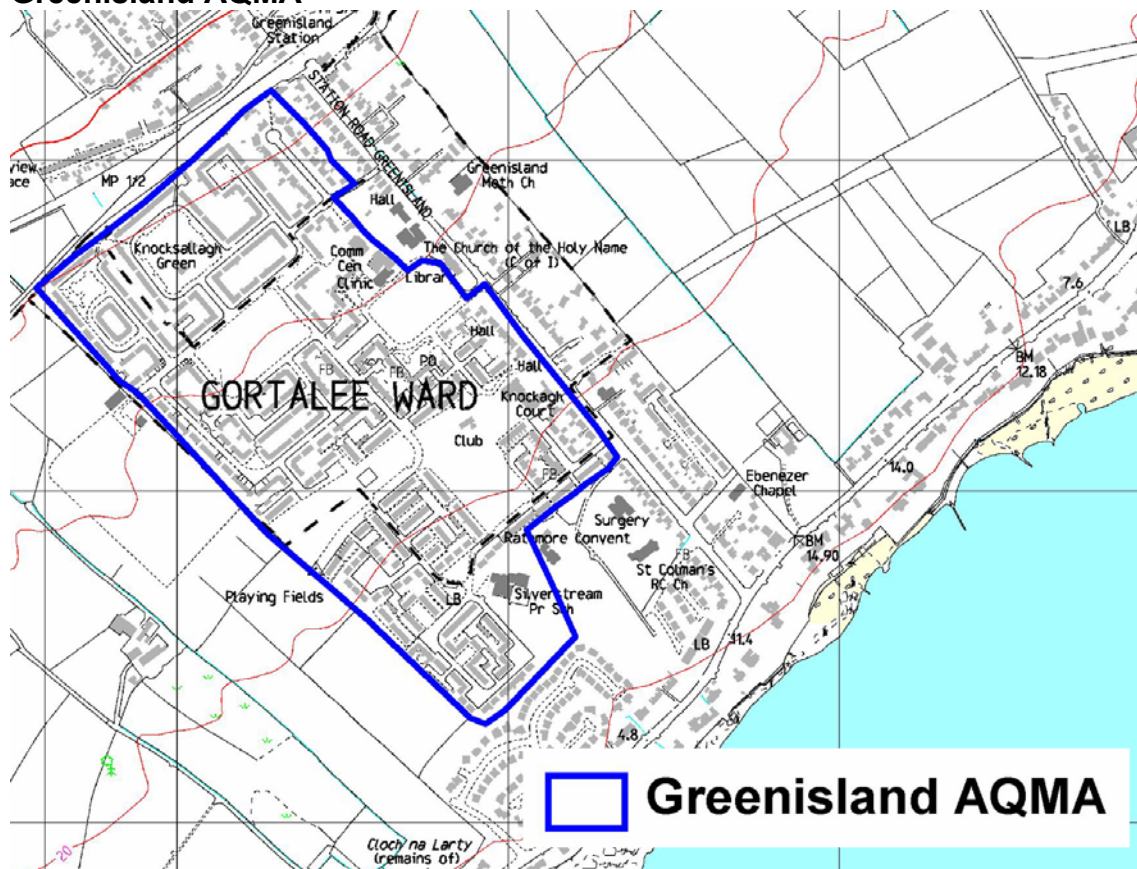 Greenisland AQMA
Greenisland
Station
STATION ROAD GREENISLAND
view
ace
MP 1/2
Greenisland
Meth Ch
Hall
Knocksallagh
Green
Comm
Cen
Clinic
The Church of the Holy Name
(C of I)
Librar
LB
7.6
Hall
BM
12.18
PO
FB
FB
Hall
GORTALEE WARD
Knockagh
Court
Club
FB
14.0
Ebenezer
Chapel
Surgery
BM
14.90
Rathmore Convent
FB
St Colman's
RC Ch
Playing Fields
LB
Silverstream
Pr Sch
LB
11.4
4.8
Greenisland AQMA
Cloch na Larty
(remains of)
20